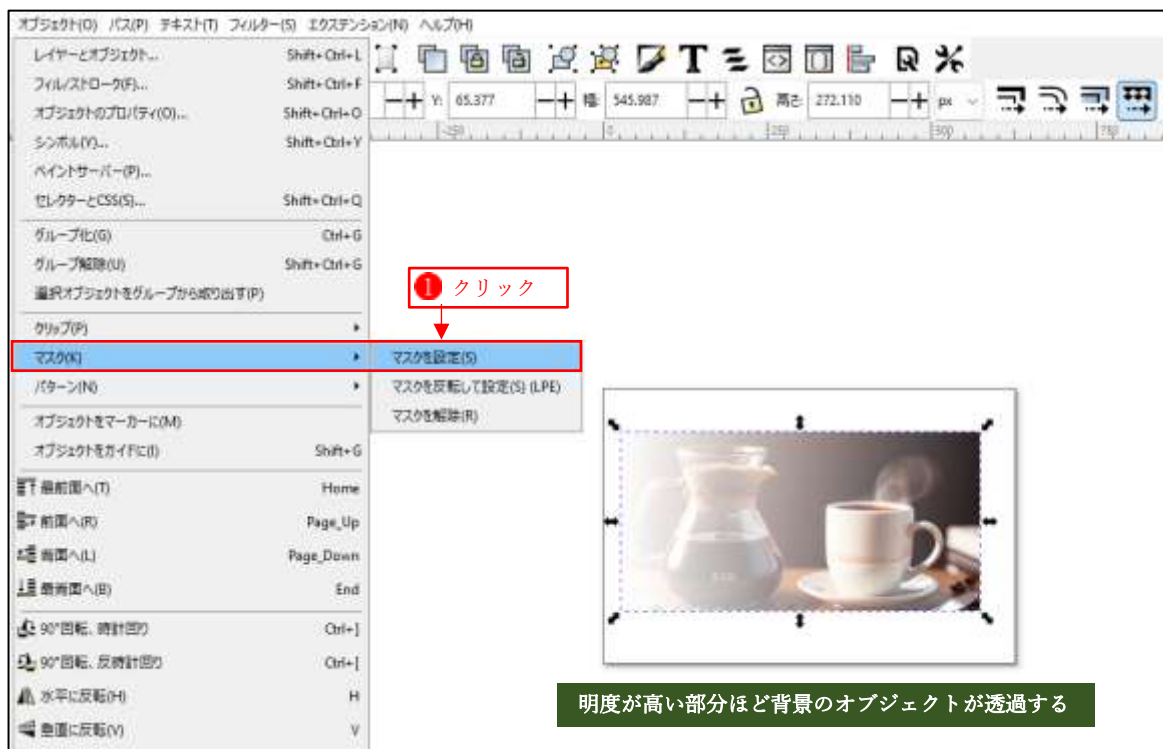 オブジェクト(O) パス(P) テキスト(T) フィルター(S) エクステンション(N) ヘルプ(H)
レイヤーとオブジェクト... Shift+Ctrl+L
フィル/ストローク(F)... Shift+Ctrl+F
オブジェクトのプロパティ(O)... Shift+Ctrl+O
シンボル(Y)... Shift+Ctrl+Y
ペイントサーバー(P)...
セレクターとCSS(S)... Shift+Ctrl+Q
グループ化(G) Ctrl+G
グループ解除(U) Shift+Ctrl+G
選択オブジェクトをグループから取り出す(P)
クリップ(P)
マスク(K)
パターン(N)
オブジェクトをマーカーに(M)
オブジェクトをガイドに(I) Shift+G
最前面へ(T) Home
前面へ(R) Page_Up
背面へ(L) Page_Down
最背面へ(B) End
90°回転、時計回り Ctrl+]
90°回転、反時計回り Ctrl+[
水平に反転(H) H
垂直に反転(V) V
Y: 65.377 幅: 545.987 高さ: 272.110 px
-250 0 250 500 750
1 クリック
マスクを設定(S)
マスクを反転して設定(S) (LPE)
マスクを解除(R)
明度が高い部分ほど背景のオブジェクトが透過する